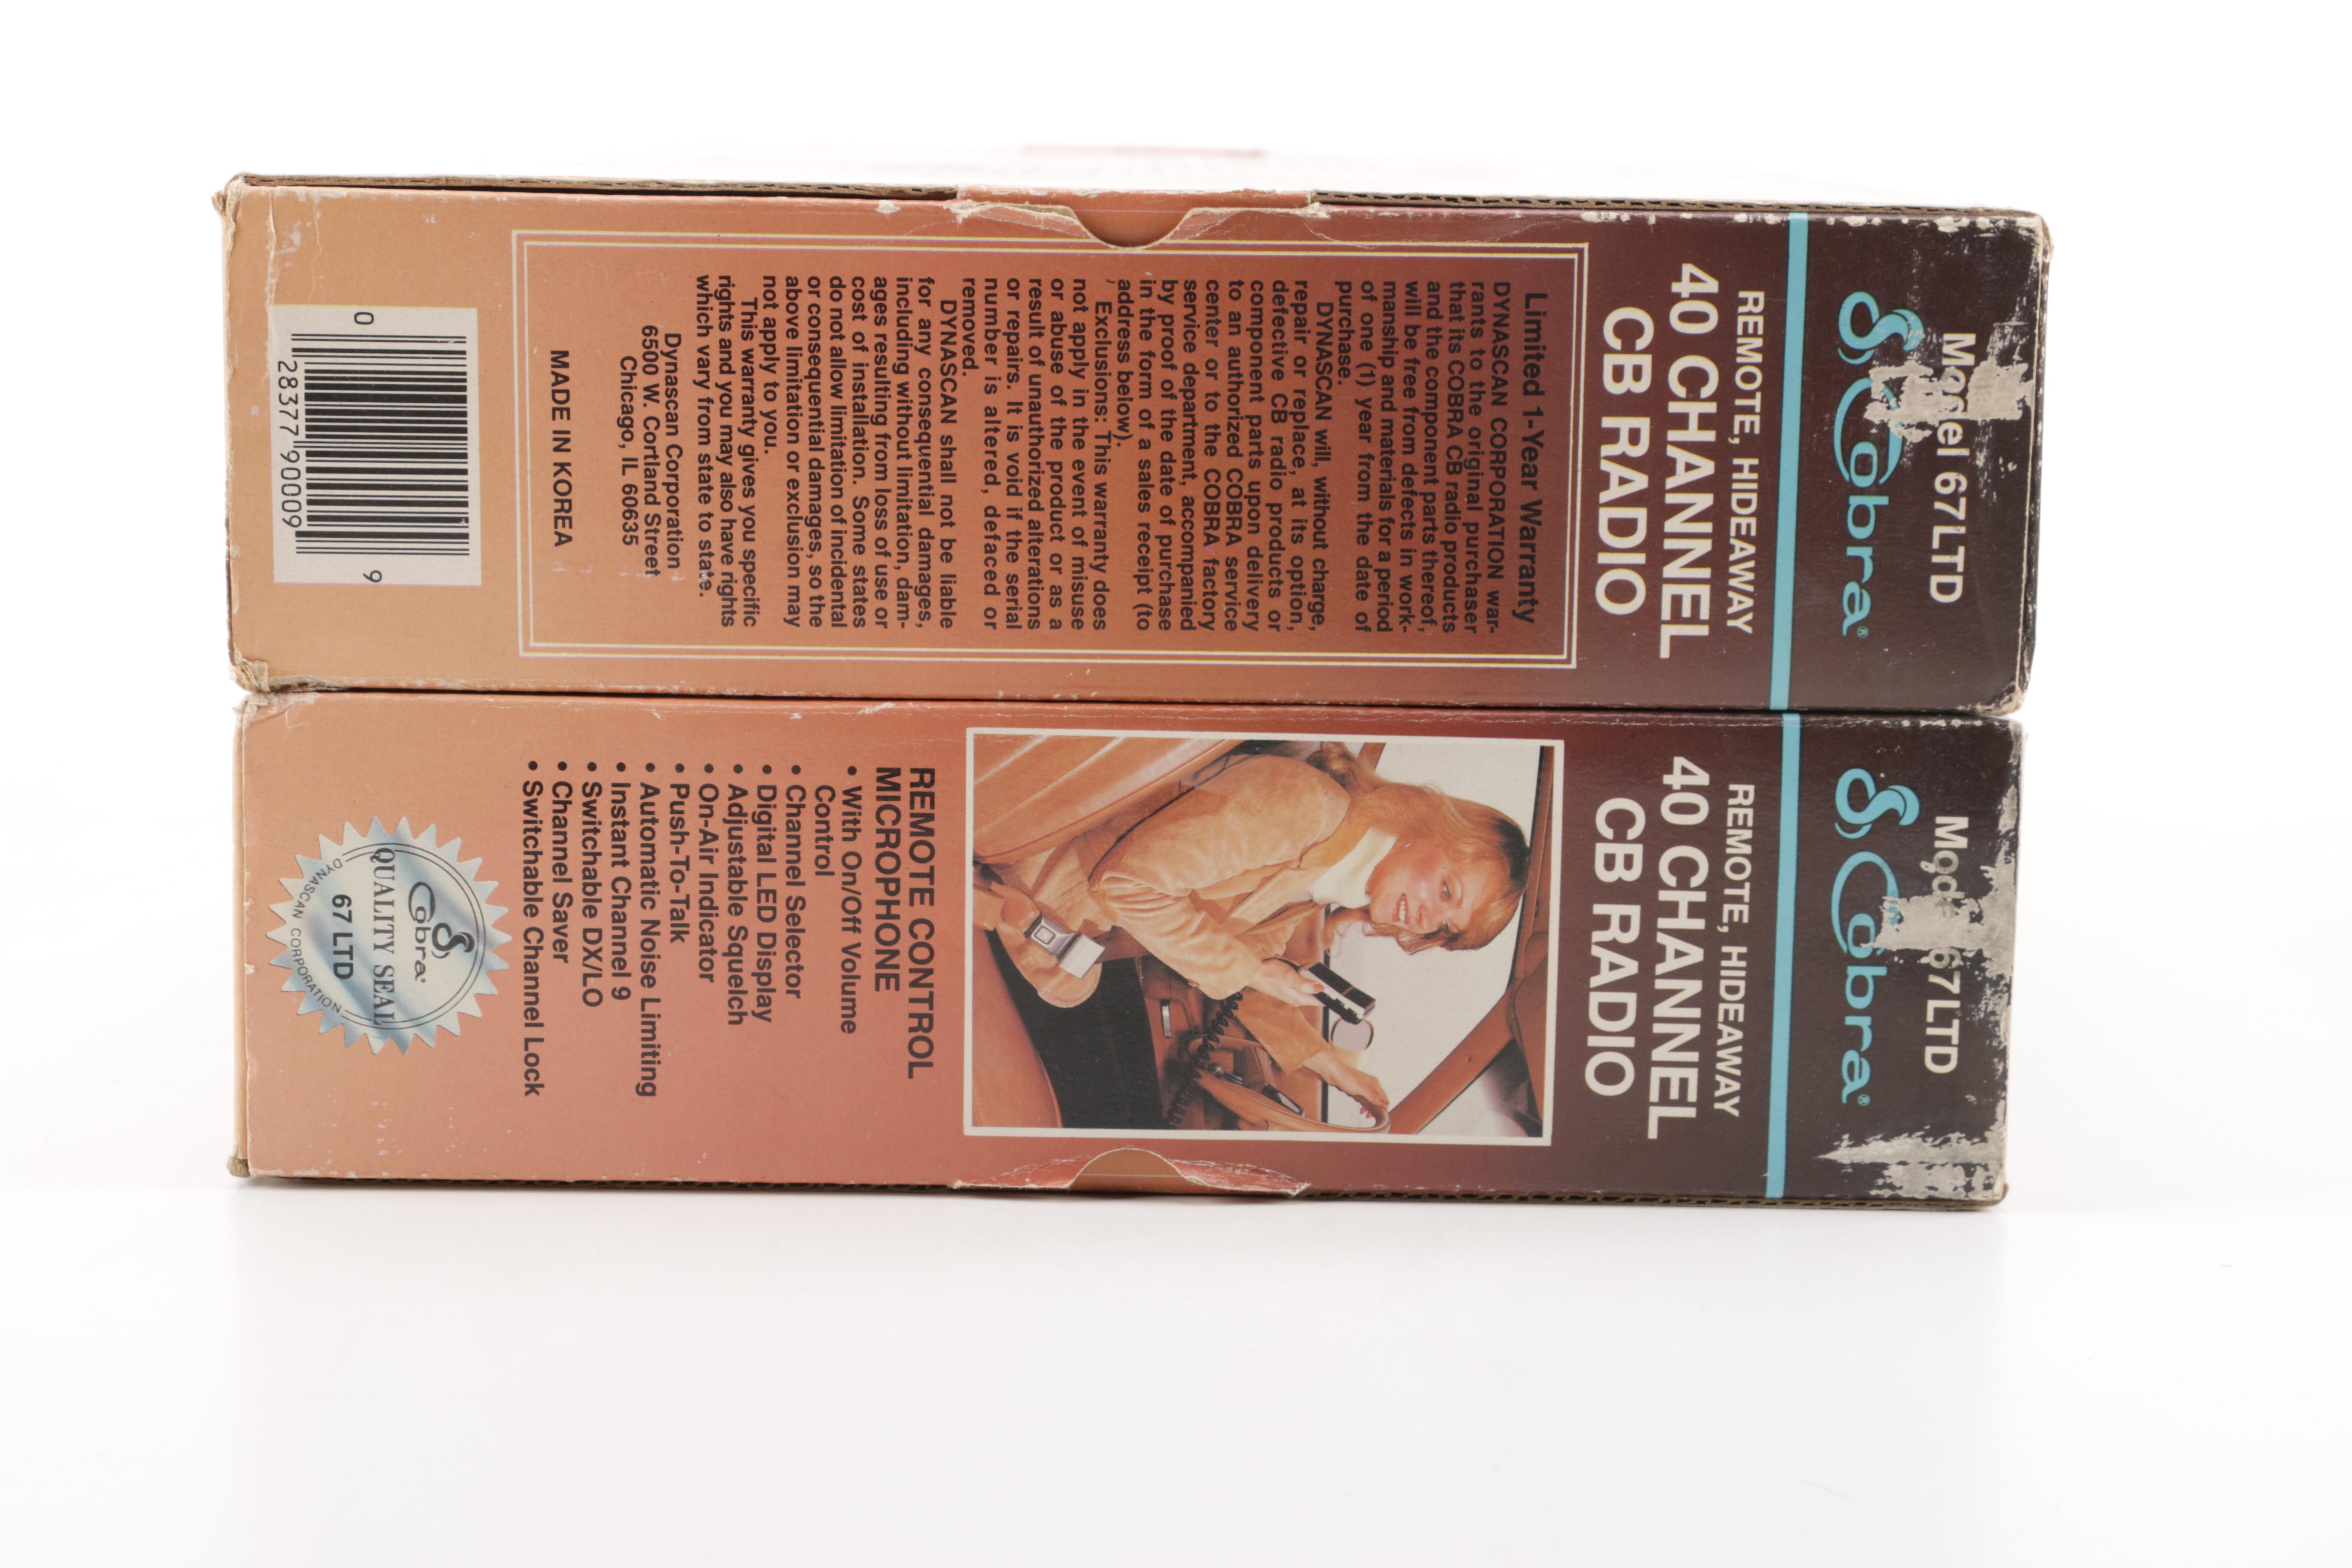 Model 67LTD
Cobra®
REMOTE, HIDEAWAY
40 CHANNEL
CB RADIO
Limited 1-Year Warranty
DYNASCAN CORPORATION war-
rants to the original purchaser
that its COBRA CB radio products
and the component parts thereof,
will be free from defects in work-
manship and materials for a period
of one (1) year from the date of
purchase.
DYNASCAN will, without charge,
repair or replace, at its option,
defective CB radio products or
component parts upon delivery
to an authorized COBRA service
center or to the COBRA factory
service department, accompanied
by proof of the date of purchase
in the form of a sales receipt (to
address below).
Exclusions: This warranty does
not apply in the event of misuse
or abuse of the product or as a
result of unauthorized alterations
or repairs. It is void if the serial
number is altered, defaced or
removed.
DYNASCAN shall not be liable
for any consequential damages,
including without limitation, dam-
ages resulting from loss of use or
cost of installation. Some states
do not allow limitation of incidental
or consequential damages, so the
above limitation or exclusion may
not apply to you.
This warranty gives you specific
rights and you may also have rights
which vary from state to state.
Dynascan Corporation
6500 W. Cortland Street
Chicago, IL 60635
MADE IN KOREA
0 28377 90009 9
Model 67LTD
Cobra®
REMOTE, HIDEAWAY
40 CHANNEL
CB RADIO
REMOTE CONTROL
MICROPHONE
• With On/Off Volume
Control
• Channel Selector
• Digital LED Display
• Adjustable Squelch
• On-Air Indicator
• Push-To-Talk
• Automatic Noise Limiting
• Instant Channel 9
• Switchable DX/LO
• Channel Saver
• Switchable Channel Lock
Cobra®
QUALITY SEAL
67 LTD
DYNASCAN CORPORATION